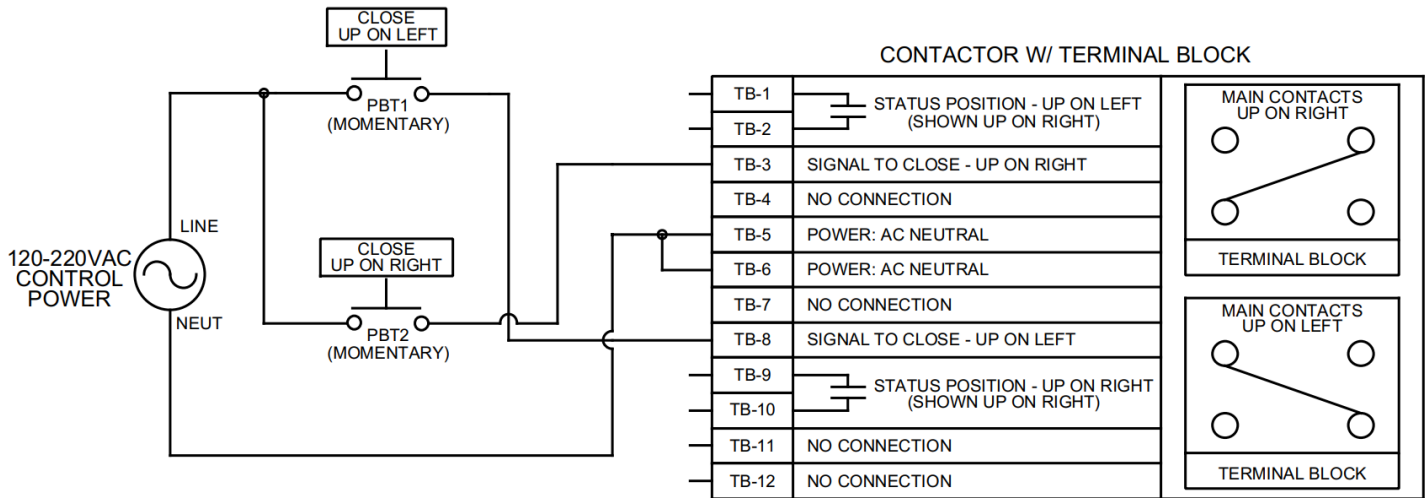 CLOSE
UP ON LEFT
PBT1
(MOMENTARY)
LINE
120-220VAC
CONTROL
POWER
NEUT
CLOSE
UP ON RIGHT
PBT2
(MOMENTARY)
CONTACTOR W/ TERMINAL BLOCK
TB-1
STATUS POSITION - UP ON LEFT
(SHOWN UP ON RIGHT)
TB-2
TB-3 SIGNAL TO CLOSE - UP ON RIGHT
TB-4 NO CONNECTION
TB-5 POWER: AC NEUTRAL
TB-6 POWER: AC NEUTRAL
TB-7 NO CONNECTION
TB-8 SIGNAL TO CLOSE - UP ON LEFT
TB-9
STATUS POSITION - UP ON RIGHT
(SHOWN UP ON RIGHT)
TB-10
TB-11 NO CONNECTION
TB-12 NO CONNECTION
MAIN CONTACTS
UP ON RIGHT
TERMINAL BLOCK
MAIN CONTACTS
UP ON LEFT
TERMINAL BLOCK